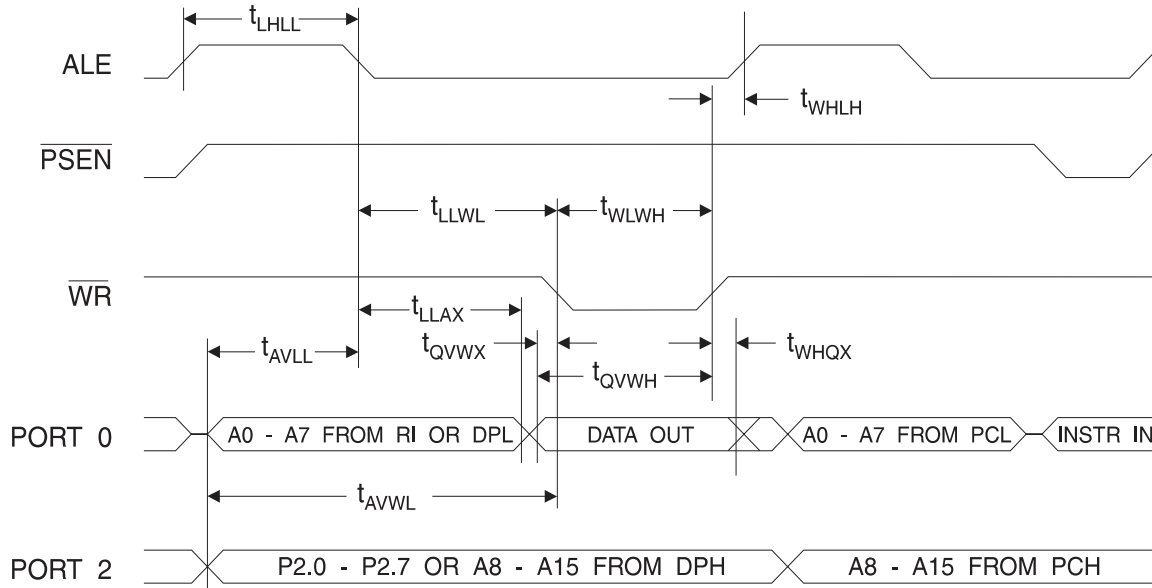 tLHLL
ALE
tWHLH
PSEN
tLLWL
tWLWH
WR
tLLAX
tQVWX
tWHQX
tAVLL
tQVWH
PORT 0
A0 - A7 FROM RI OR DPL
DATA OUT
A0 - A7 FROM PCL
INSTR IN
tAVWL
PORT 2
P2.0 - P2.7 OR A8 - A15 FROM DPH
A8 - A15 FROM PCH